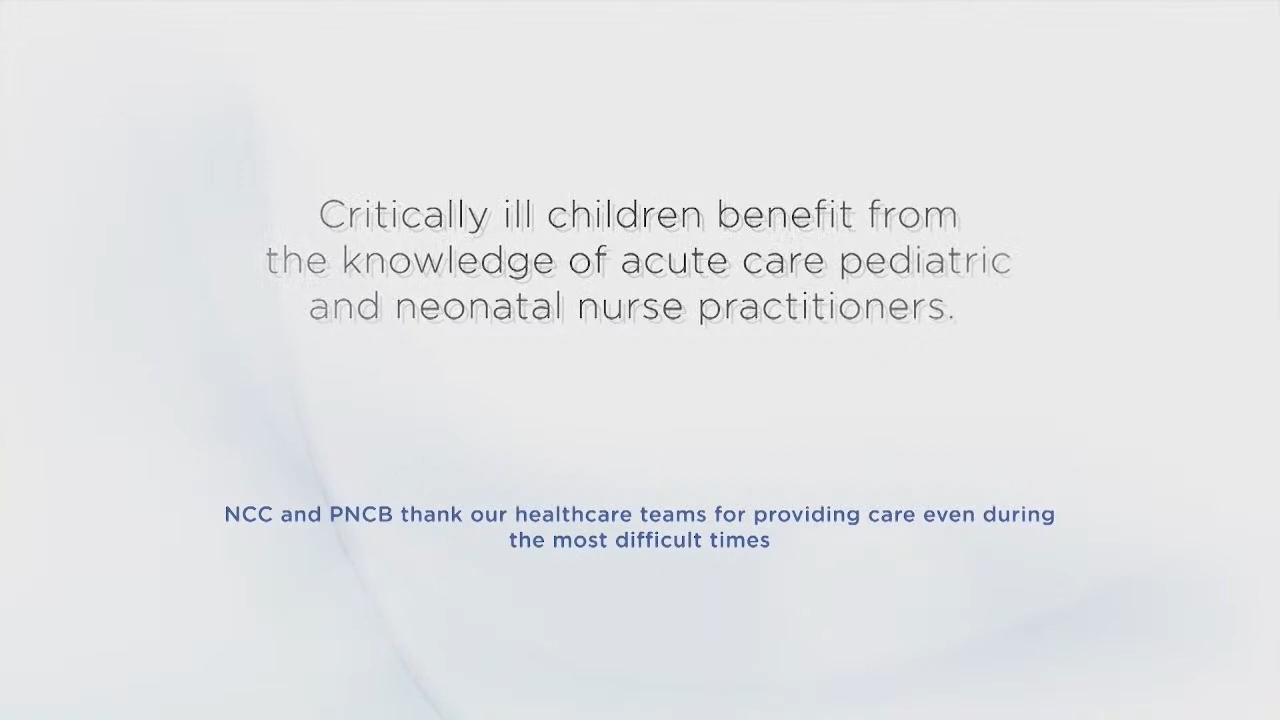 Critically ill children benefit from
the knowledge of acute care pediatric
and neonatal nurse practitioners.
NCC and PNCB thank our healthcare teams for providing care even during
the most difficult times